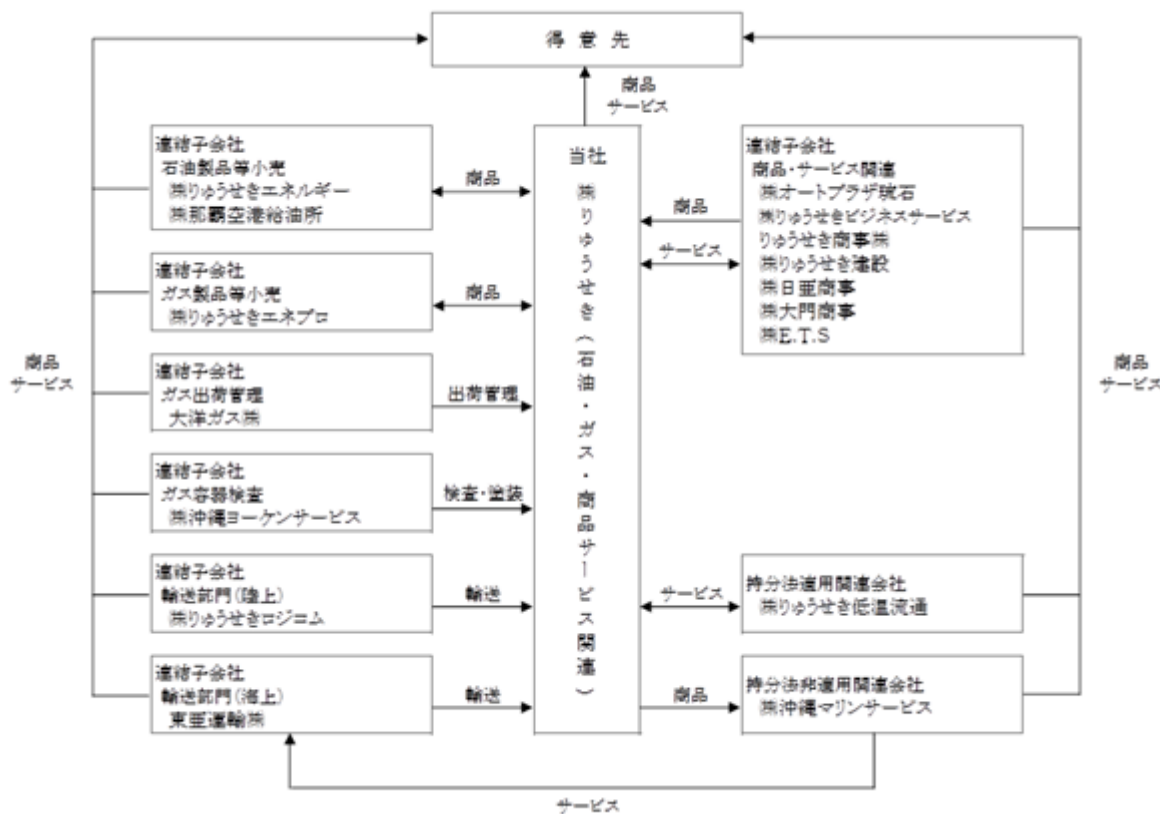 得意先
商品
サービス
連結子会社
石油製品等小売
㈱りゅうせきエネルギー
㈱那覇空港給油所
商品
連結子会社
ガス製品等小売
㈱りゅうせきエネプロ
商品
連結子会社
ガス出荷管理
大洋ガス㈱
出荷管理
連結子会社
ガス容器検査
㈱沖縄ヨーケンサービス
検査・塗装
連結子会社
輸送部門(陸上)
㈱りゅうせきロジコム
輸送
連結子会社
輸送部門(海上)
東亜運輸㈱
輸送
商品
サービス
当社
㈱りゅうせき(石油・ガス・商品サービス関連)
連結子会社
商品・サービス関連
㈱オートプラザ琉石
㈱りゅうせきビジネスサービス
りゅうせき商事㈱
㈱りゅうせき建設
㈱日亜商事
㈱大門商事
㈱E.T.S
商品
サービス
持分法適用関連会社
㈱りゅうせき低温流通
サービス
持分法非適用関連会社
㈱沖縄マリンサービス
商品
商品
サービス
サービス